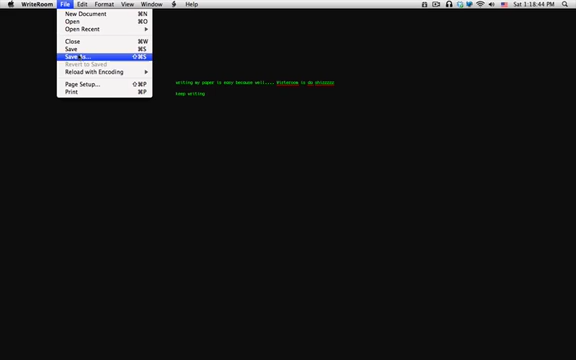 WriteRoom File Edit Format View Window Help Sat 1:18:44 PM
New Document ⌘N
Open ⌘O
Open Recent
Close ⌘W
Save ⌘S
Save As... ⇧⌘S
Revert to Saved
Reload with Encoding
Page Setup... ⇧⌘P
Print ⌘P
writing my paper is easy because well.... is do
keep writing